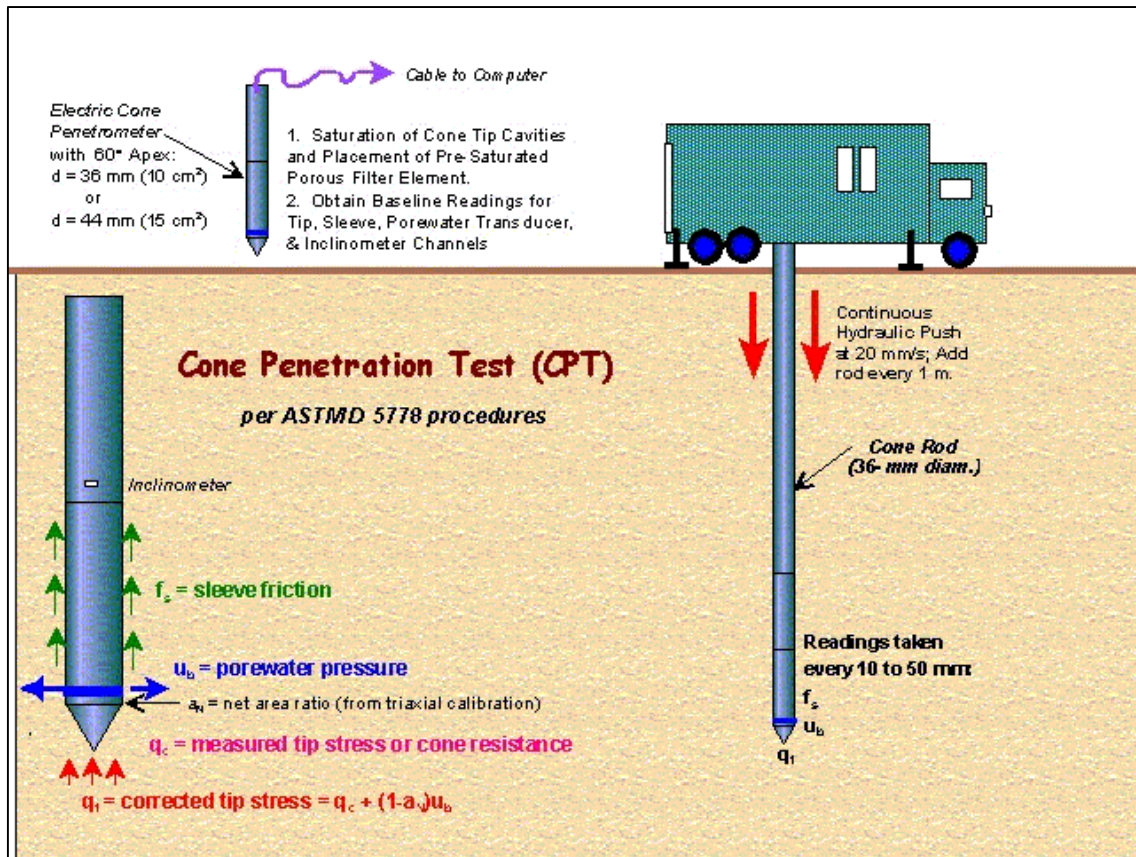 Cable to Computer
Electric Cone
Penetrometer
with 60° Apex:
d = 36 mm (10 cm²)
or
d = 44 mm (15 cm²)
1. Saturation of Cone Tip Cavities
and Placement of Pre-Saturated
Porous Filter Element.
2. Obtain Baseline Readings for
Tip, Sleeve, Porewater Transducer,
& Inclinometer Channels
Continuous
Hydraulic Push
at 20 mm/s; Add
rod every 1 m.
Cone Penetration Test (CPT)
per ASTMD 5778 procedures
Cone Rod
(36- mm diam.)
Inclinometer
fs = sleeve friction
ub = porewater pressure
aN = net area ratio (from triaxial calibration)
qc = measured tip stress or cone resistance
qt = corrected tip stress = qc + (1-aN)ub
Readings taken
every 10 to 50 mm:
fs
ub
qt